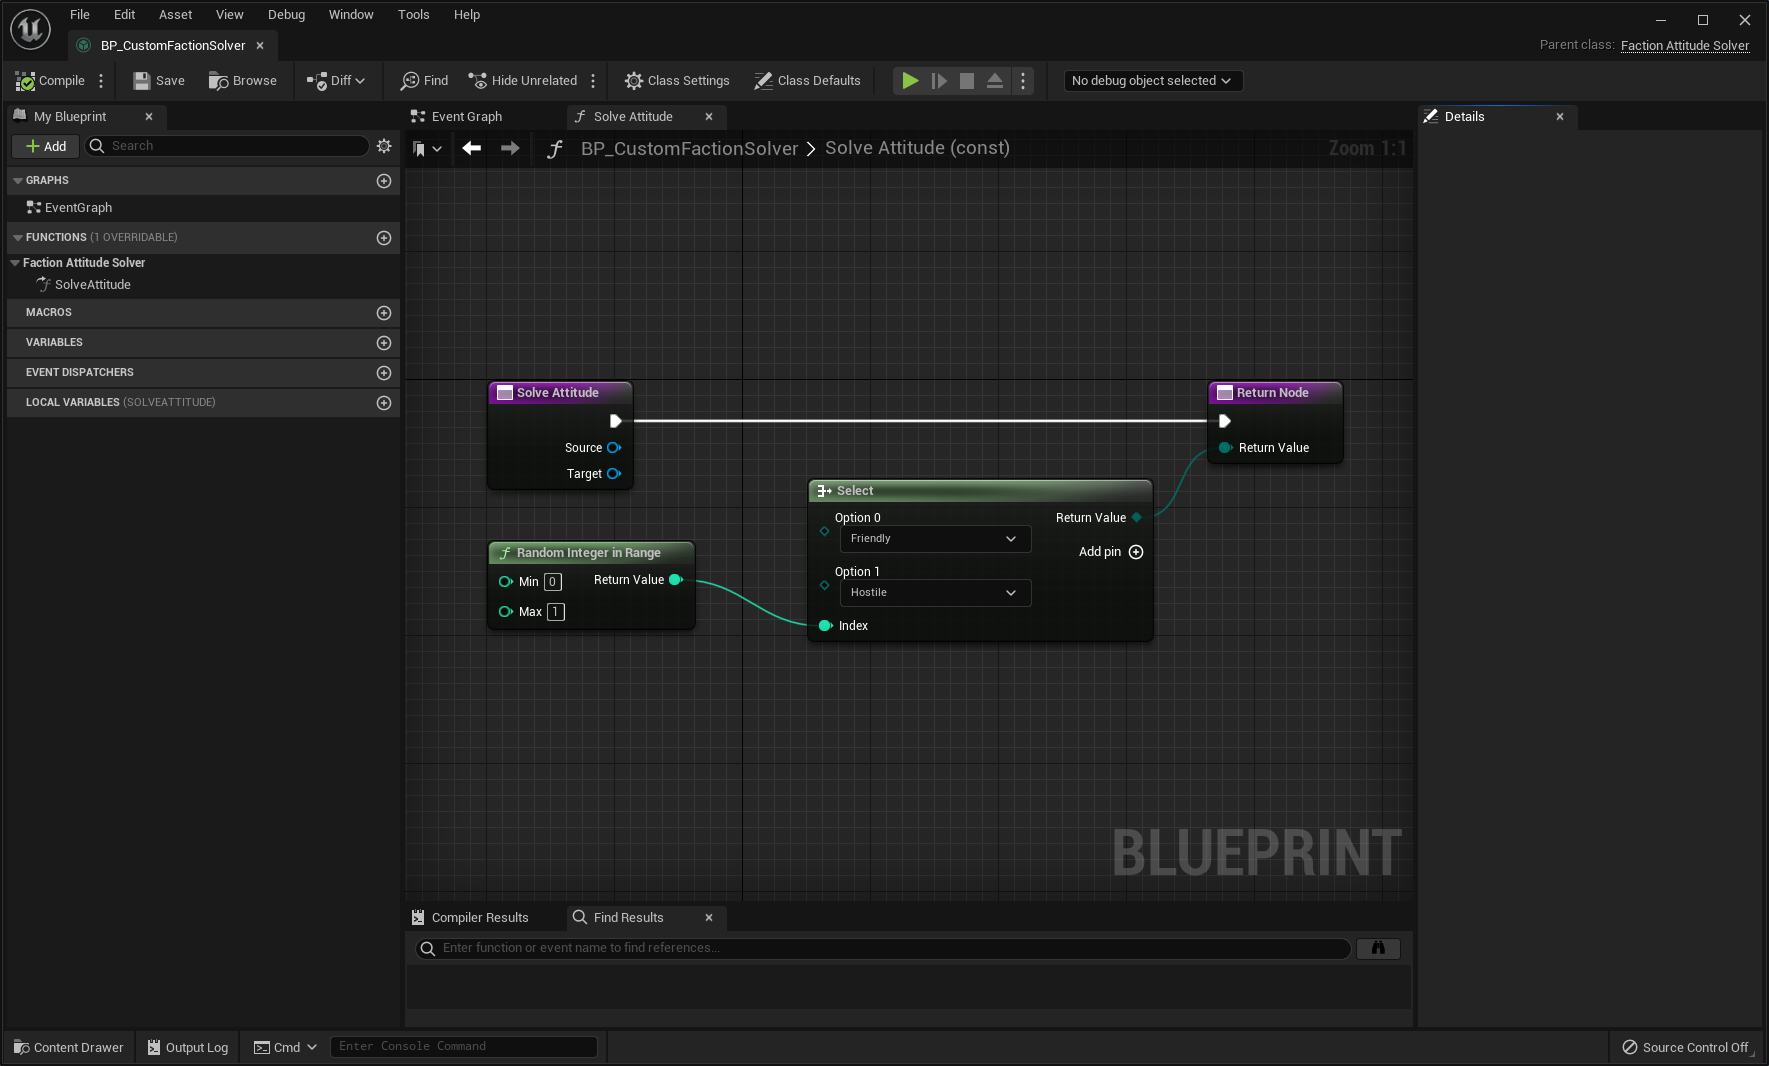 File Edit Asset View Debug Window Tools Help
BP_CustomFactionSolver
Parent class: Faction Attitude Solver
Compile Save Browse Diff Find Hide Unrelated Class Settings Class Defaults No debug object selected
My Blueprint
Event Graph
Solve Attitude
Details
Add
Search
BP_CustomFactionSolver > Solve Attitude (const)
Zoom 1:1
GRAPHS
EventGraph
FUNCTIONS (1 OVERRIDABLE)
Faction Attitude Solver
SolveAttitude
MACROS
VARIABLES
EVENT DISPATCHERS
LOCAL VARIABLES (SOLVEATTITUDE)
Solve Attitude
Source
Target
Return Node
Return Value
Random Integer in Range
Min 0
Return Value
Max 1
Select
Option 0
Return Value
Friendly
Add pin
Option 1
Hostile
Index
BLUEPRINT
Compiler Results
Find Results
Enter function or event name to find references...
Content Drawer
Output Log
Cmd
Enter Console Command
Source Control Off